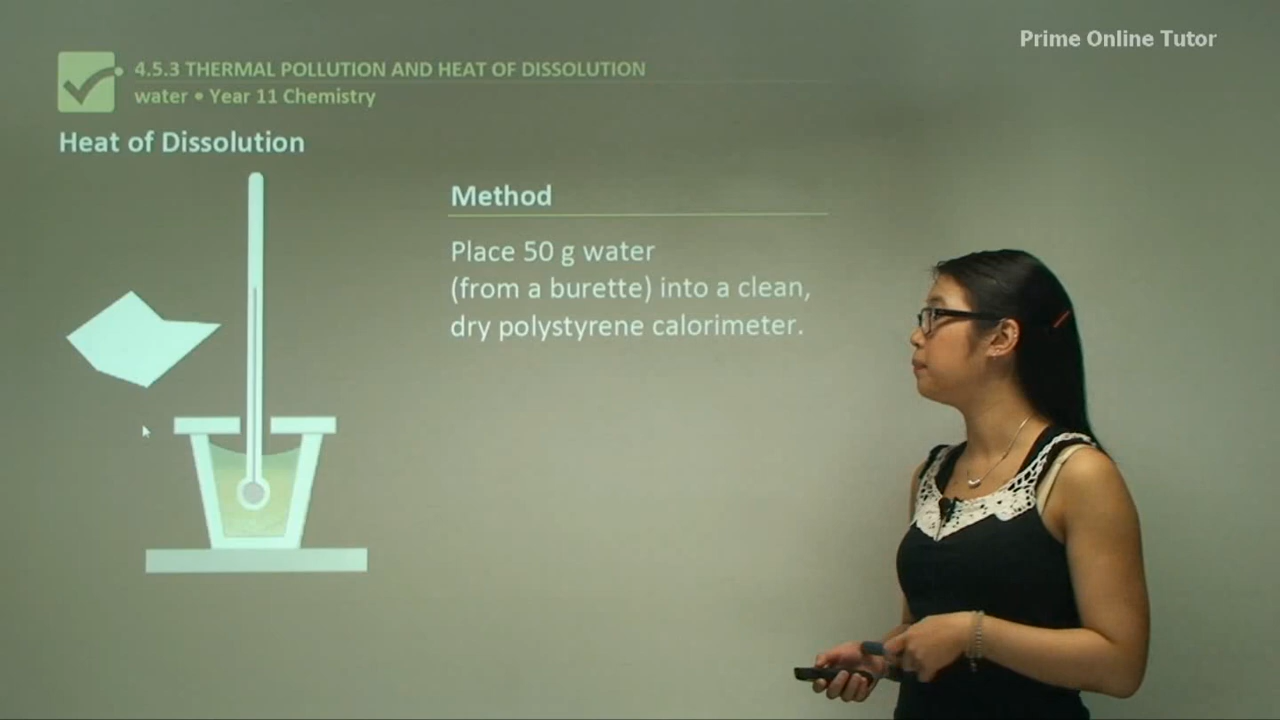 Prime Online Tutor
4.5.3 THERMAL POLLUTION AND HEAT OF DISSOLUTION
water • Year 11 Chemistry
Heat of Dissolution
Method
Place 50 g water
(from a burette) into a clean,
dry polystyrene calorimeter.